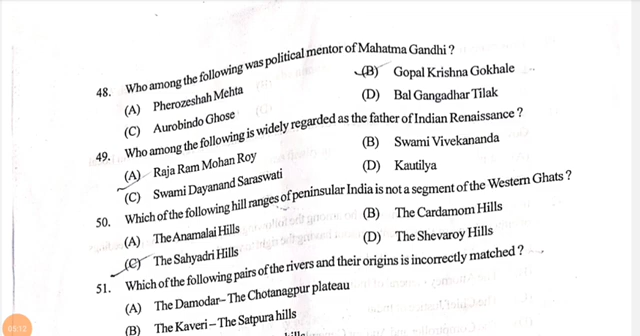 48. Who among the following was political mentor of Mahatma Gandhi ?
(A) Pherozeshah Mehta (B) Gopal Krishna Gokhale
(C) Aurobindo Ghose (D) Bal Gangadhar Tilak
49. Who among the following is widely regarded as the father of Indian Renaissance ?
(A) Raja Ram Mohan Roy (B) Swami Vivekananda
(C) Swami Dayanand Saraswati (D) Kautilya
50. Which of the following hill ranges of peninsular India is not a segment of the Western Ghats ?
(A) The Anamalai Hills (B) The Cardamom Hills
(C) The Sahyadri Hills (D) The Shevaroy Hills
51. Which of the following pairs of the rivers and their origins is incorrectly matched ?
(A) The Damodar– The Chotanagpur plateau
(B) The Kaveri – The Satpura hills